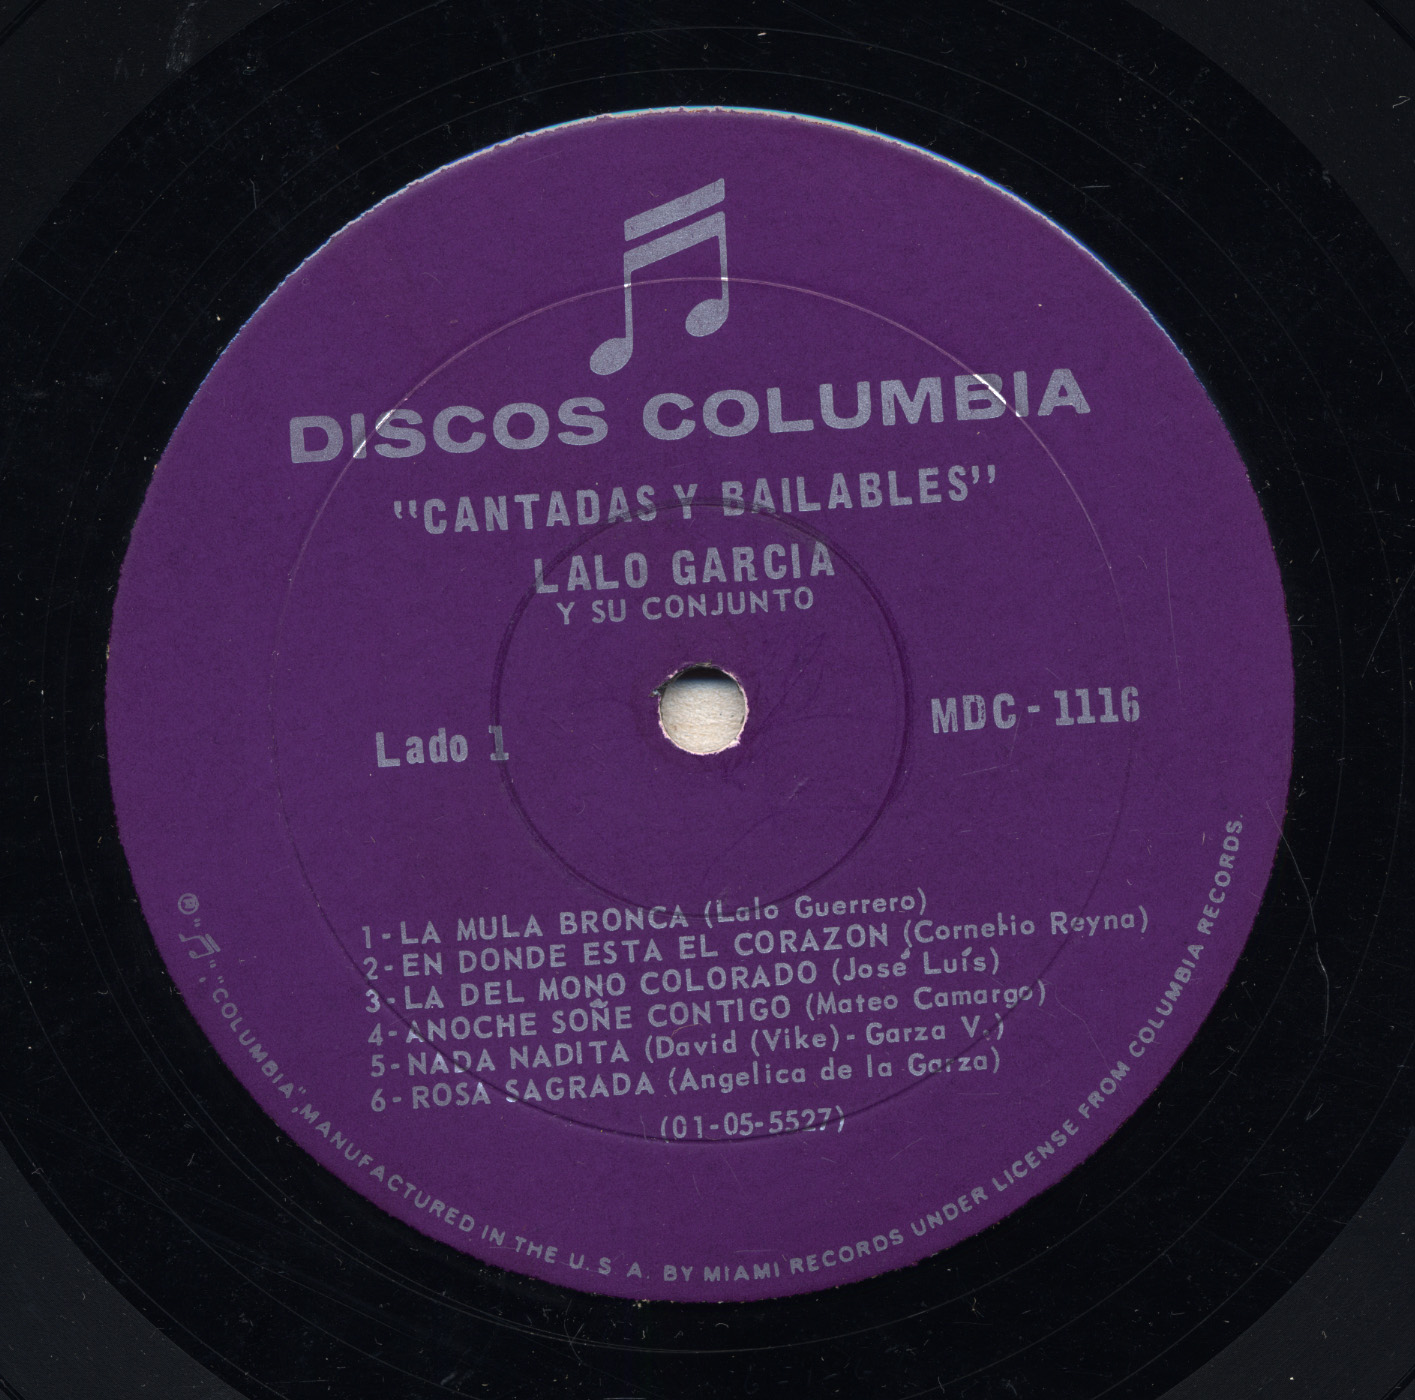 DISCOS COLUMBIA
"CANTADAS Y BAILABLES"
LALO GARCIA
Y SU CONJUNTO
Lado 1
MDC - 1116
1 - LA MULA BRONCA (Lalo Guerrero)
2 - EN DONDE ESTA EL CORAZON (Cornelio Reyna)
3 - LA DEL MOÑO COLORADO (José Luís)
4 - ANOCHE SOÑE CONTIGO (Mateo Camargo)
5 - NADA NADITA (David (Vike) - Garza V.)
6 - ROSA SAGRADA (Angelica de la Garza)
(01-05-5527)
® "♫", "COLUMBIA", MANUFACTURED IN THE U. S A. BY MIAMI RECORDS UNDER LICENSE FROM COLUMBIA RECORDS.